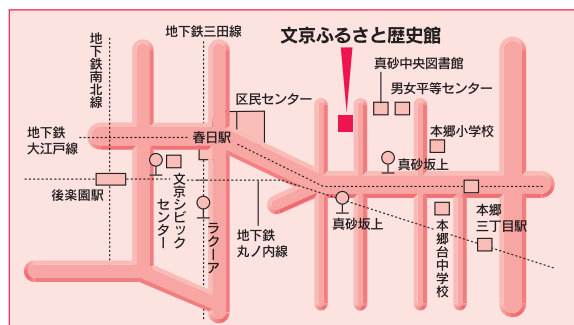 地下鉄三田線
文京ふるさと歴史館
地下鉄南北線
真砂中央図書館
男女平等センター
区民センター
地下鉄
大江戸線
春日駅
本郷小学校
真砂坂上
後楽園駅
文京シビック
センター
ラクーア
地下鉄
丸ノ内線
真砂坂上
本郷台中学校
本郷
三丁目駅